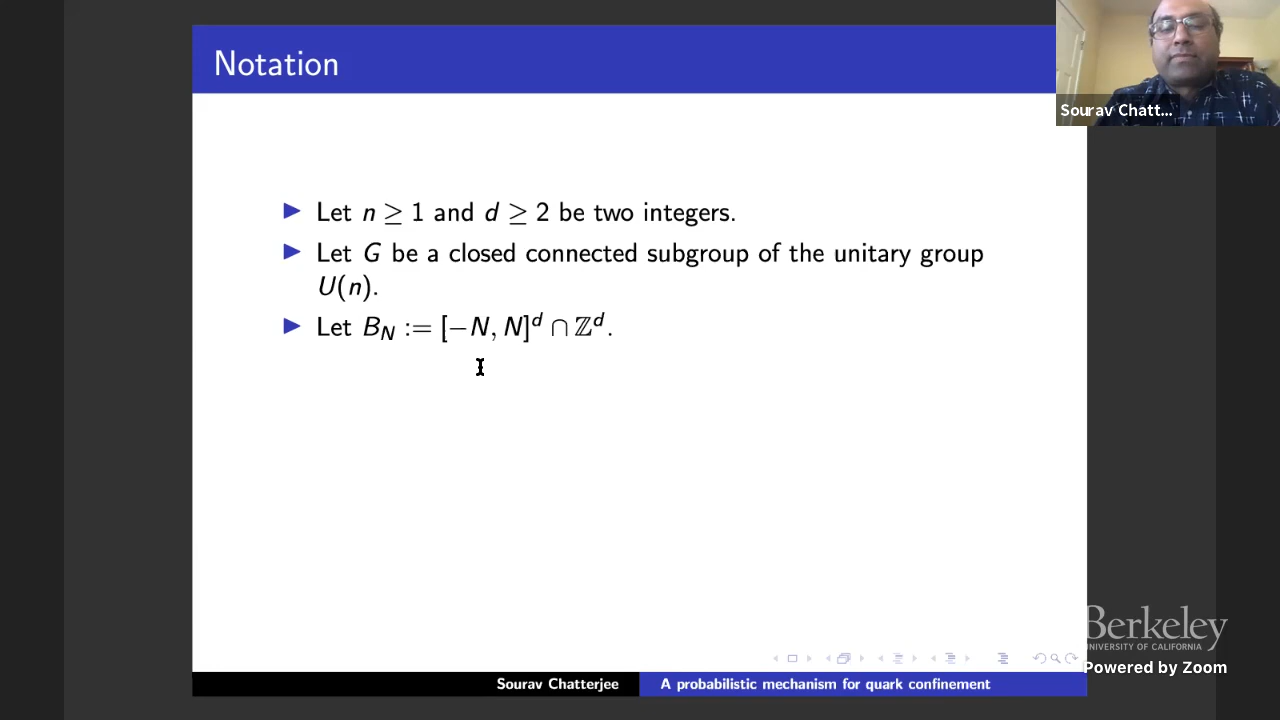 Notation
Sourav Chatt...
▶ Let n ≥ 1 and d ≥ 2 be two integers.
▶ Let G be a closed connected subgroup of the unitary group
U(n).
▶ Let B_N := [−N, N]^d ∩ ℤ^d.
Berkeley
UNIVERSITY OF CALIFORNIA
Powered by Zoom
Sourav Chatterjee
A probabilistic mechanism for quark confinement